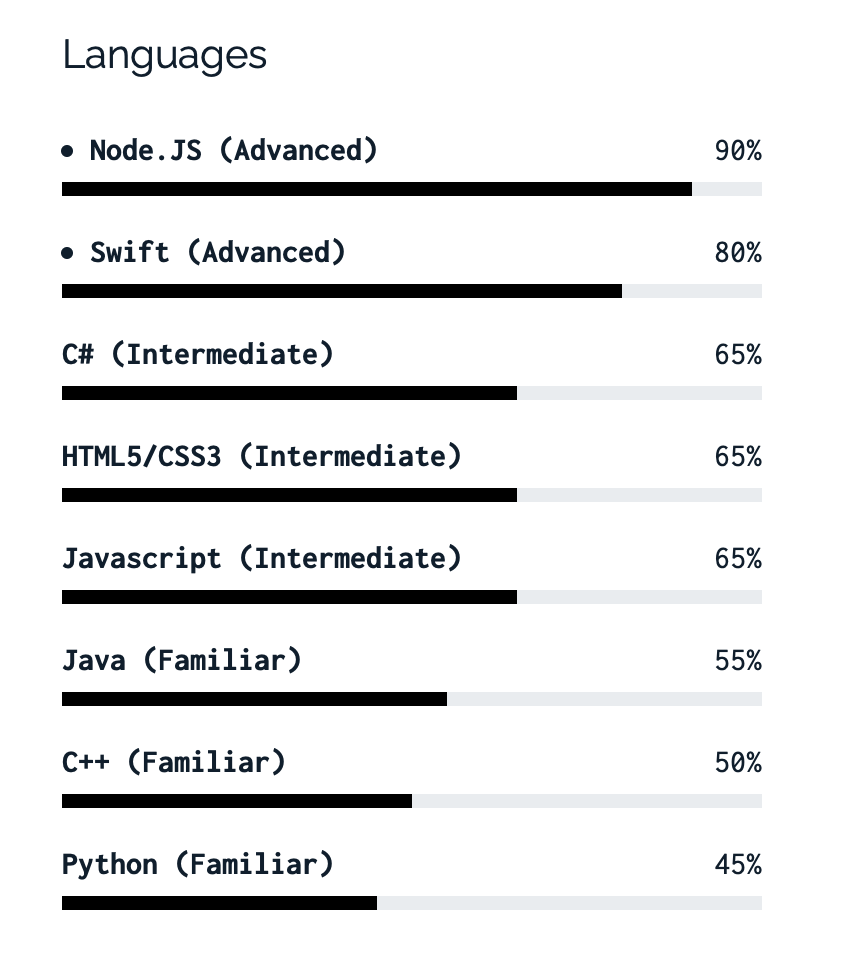 Languages
• Node.JS (Advanced) 90%
• Swift (Advanced) 80%
C# (Intermediate) 65%
HTML5/CSS3 (Intermediate) 65%
Javascript (Intermediate) 65%
Java (Familiar) 55%
C++ (Familiar) 50%
Python (Familiar) 45%